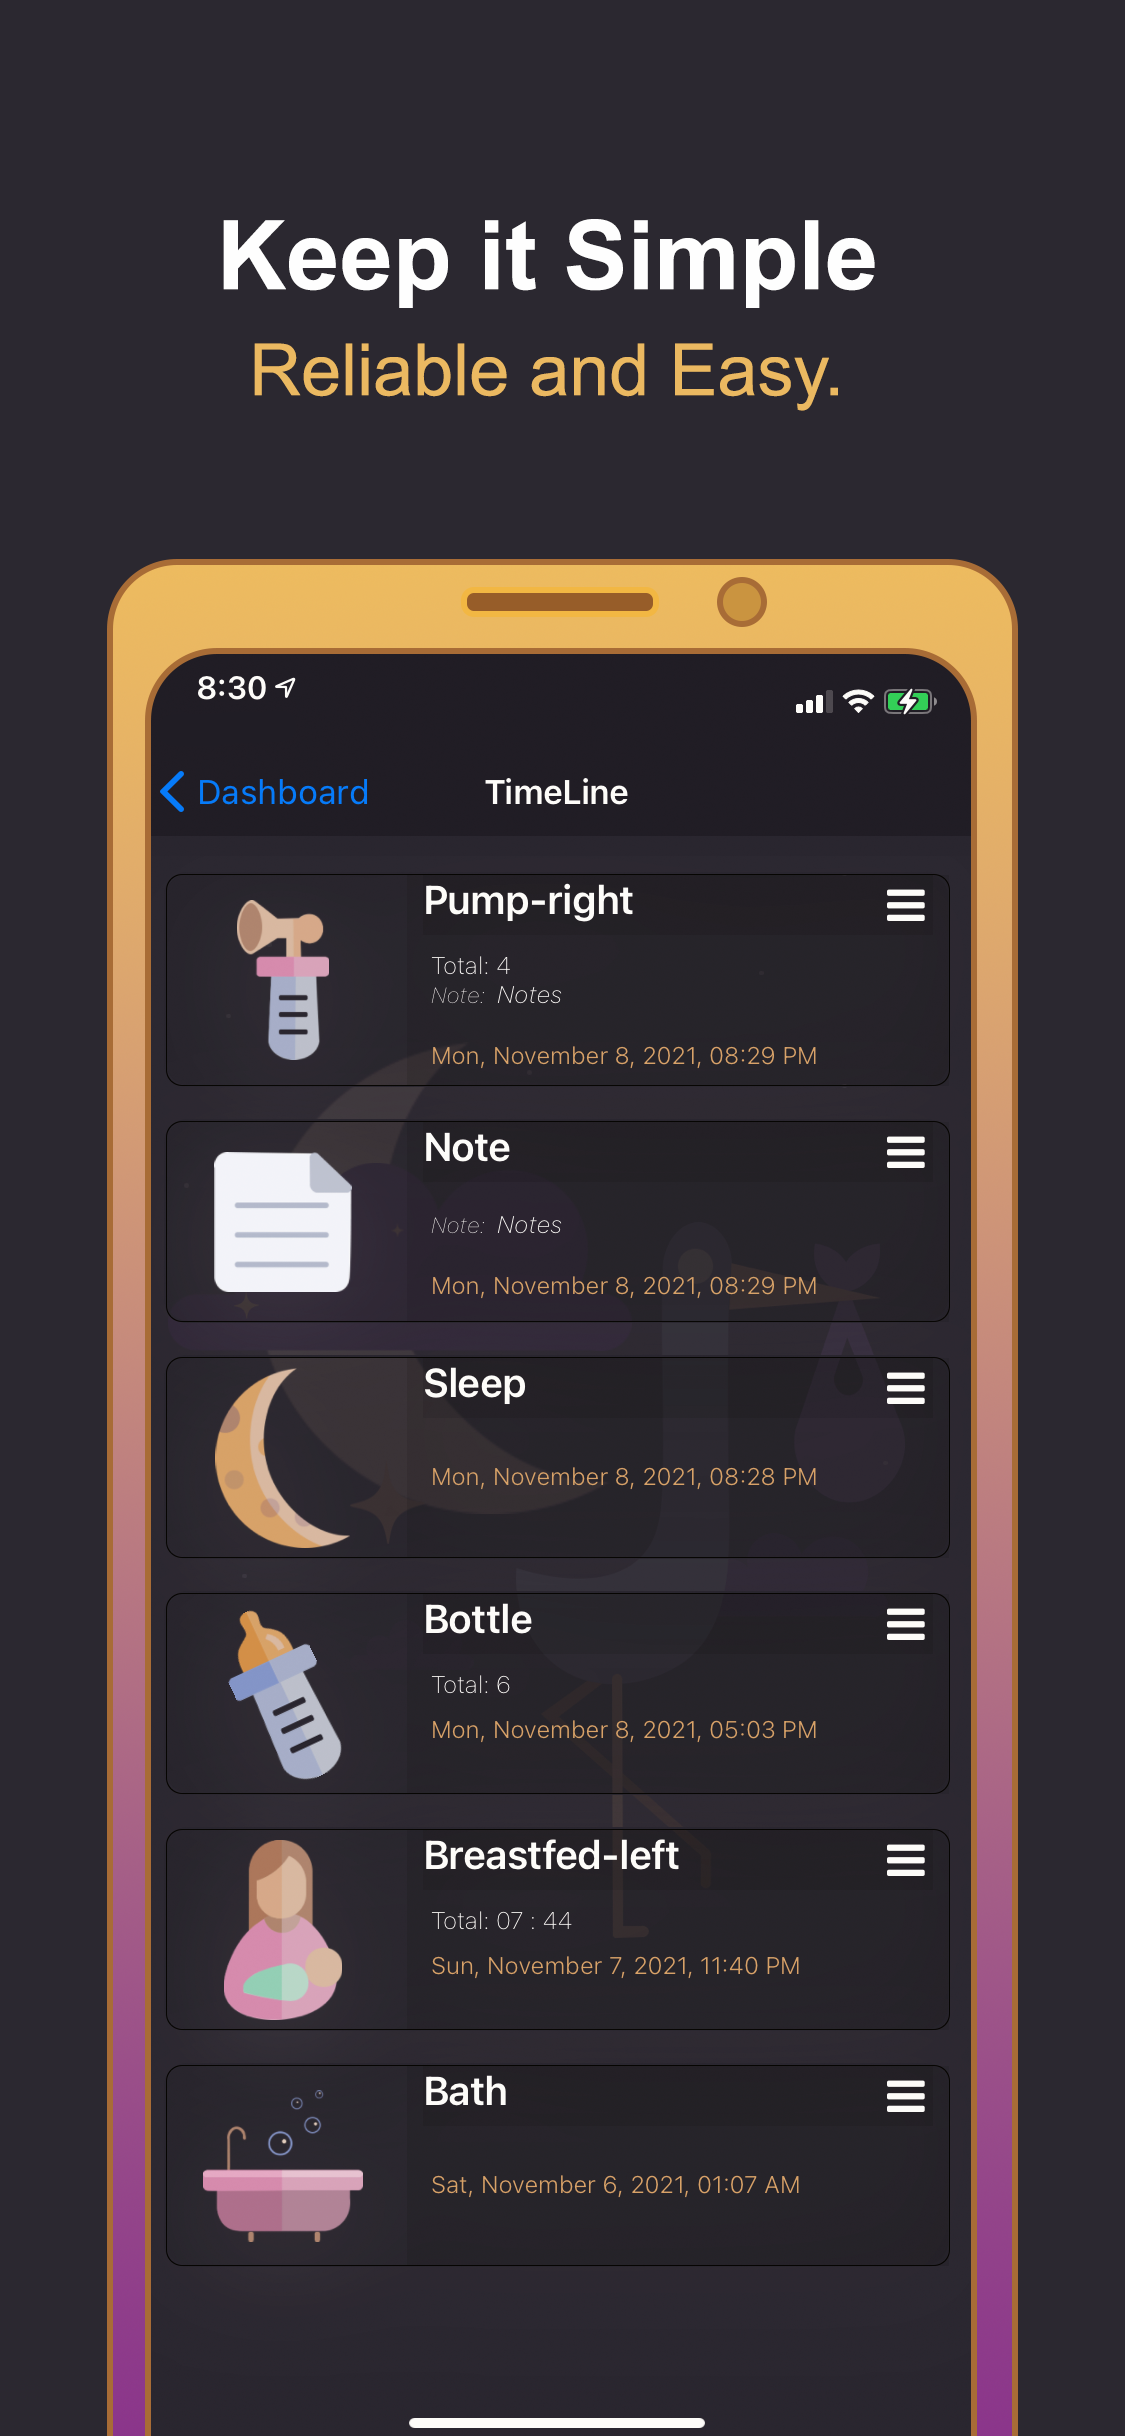 Keep it Simple
Reliable and Easy.
8:30
Dashboard
TimeLine
Pump-right
Total: 4
Note: Notes
Mon, November 8, 2021, 08:29 PM
Note
Note: Notes
Mon, November 8, 2021, 08:29 PM
Sleep
Mon, November 8, 2021, 08:28 PM
Bottle
Total: 6
Mon, November 8, 2021, 05:03 PM
Breastfed-left
Total: 07 : 44
Sun, November 7, 2021, 11:40 PM
Bath
Sat, November 6, 2021, 01:07 AM